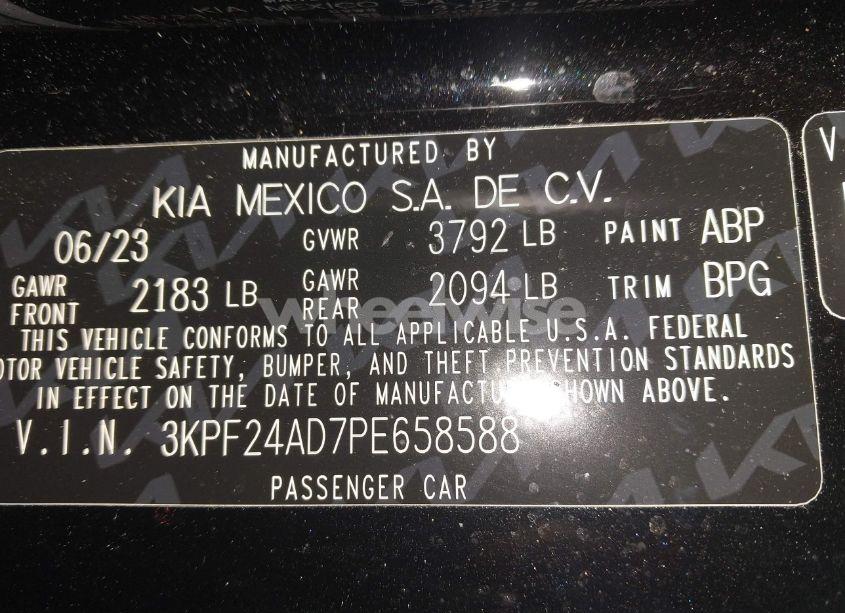 MANUFACTURED BY
KIA MEXICO S.A. DE C.V.
06/23 GVWR 3792 LB PAINT ABP
GAWR FRONT 2183 LB GAWR REAR 2094 LB TRIM BPG
wheelwise
THIS VEHICLE CONFORMS TO ALL APPLICABLE U.S.A. FEDERAL
OTOR VEHICLE SAFETY, BUMPER, AND THEFT PREVENTION STANDARDS
IN EFFECT ON THE DATE OF MANUFACTURE SHOWN ABOVE.
V.I.N. 3KPF24AD7PE658588
PASSENGER CAR
V